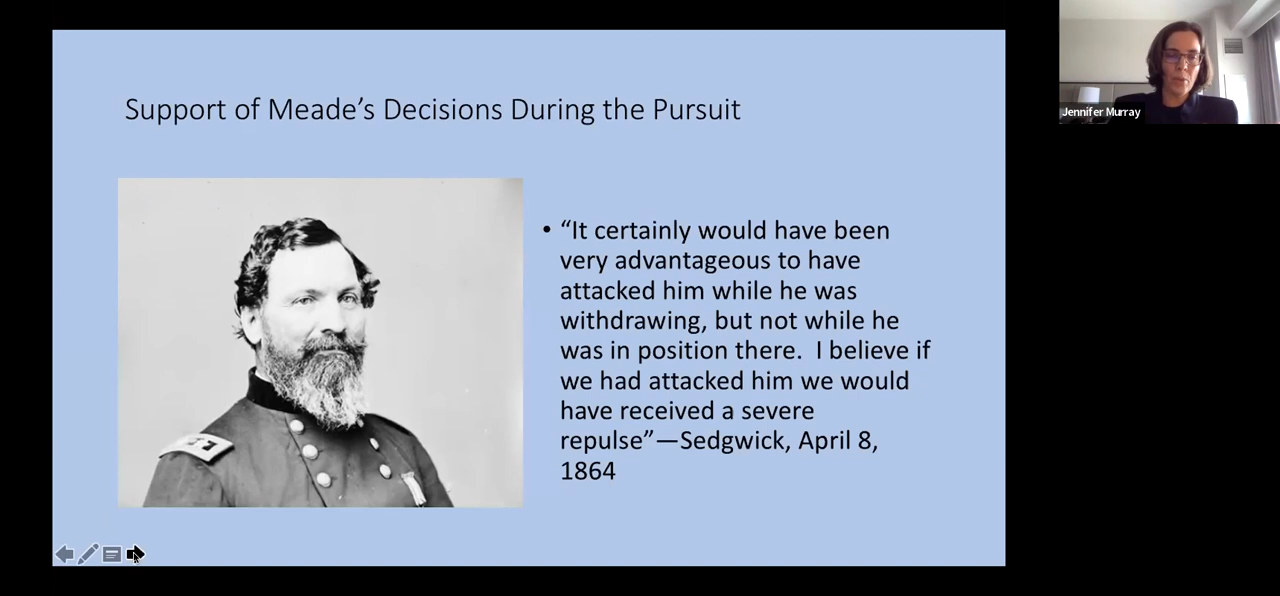 Support of Meade’s Decisions During the Pursuit
• “It certainly would have been
very advantageous to have
attacked him while he was
withdrawing, but not while he
was in position there.  I believe if
we had attacked him we would
have received a severe
repulse”—Sedgwick, April 8,
1864
Jennifer Murray